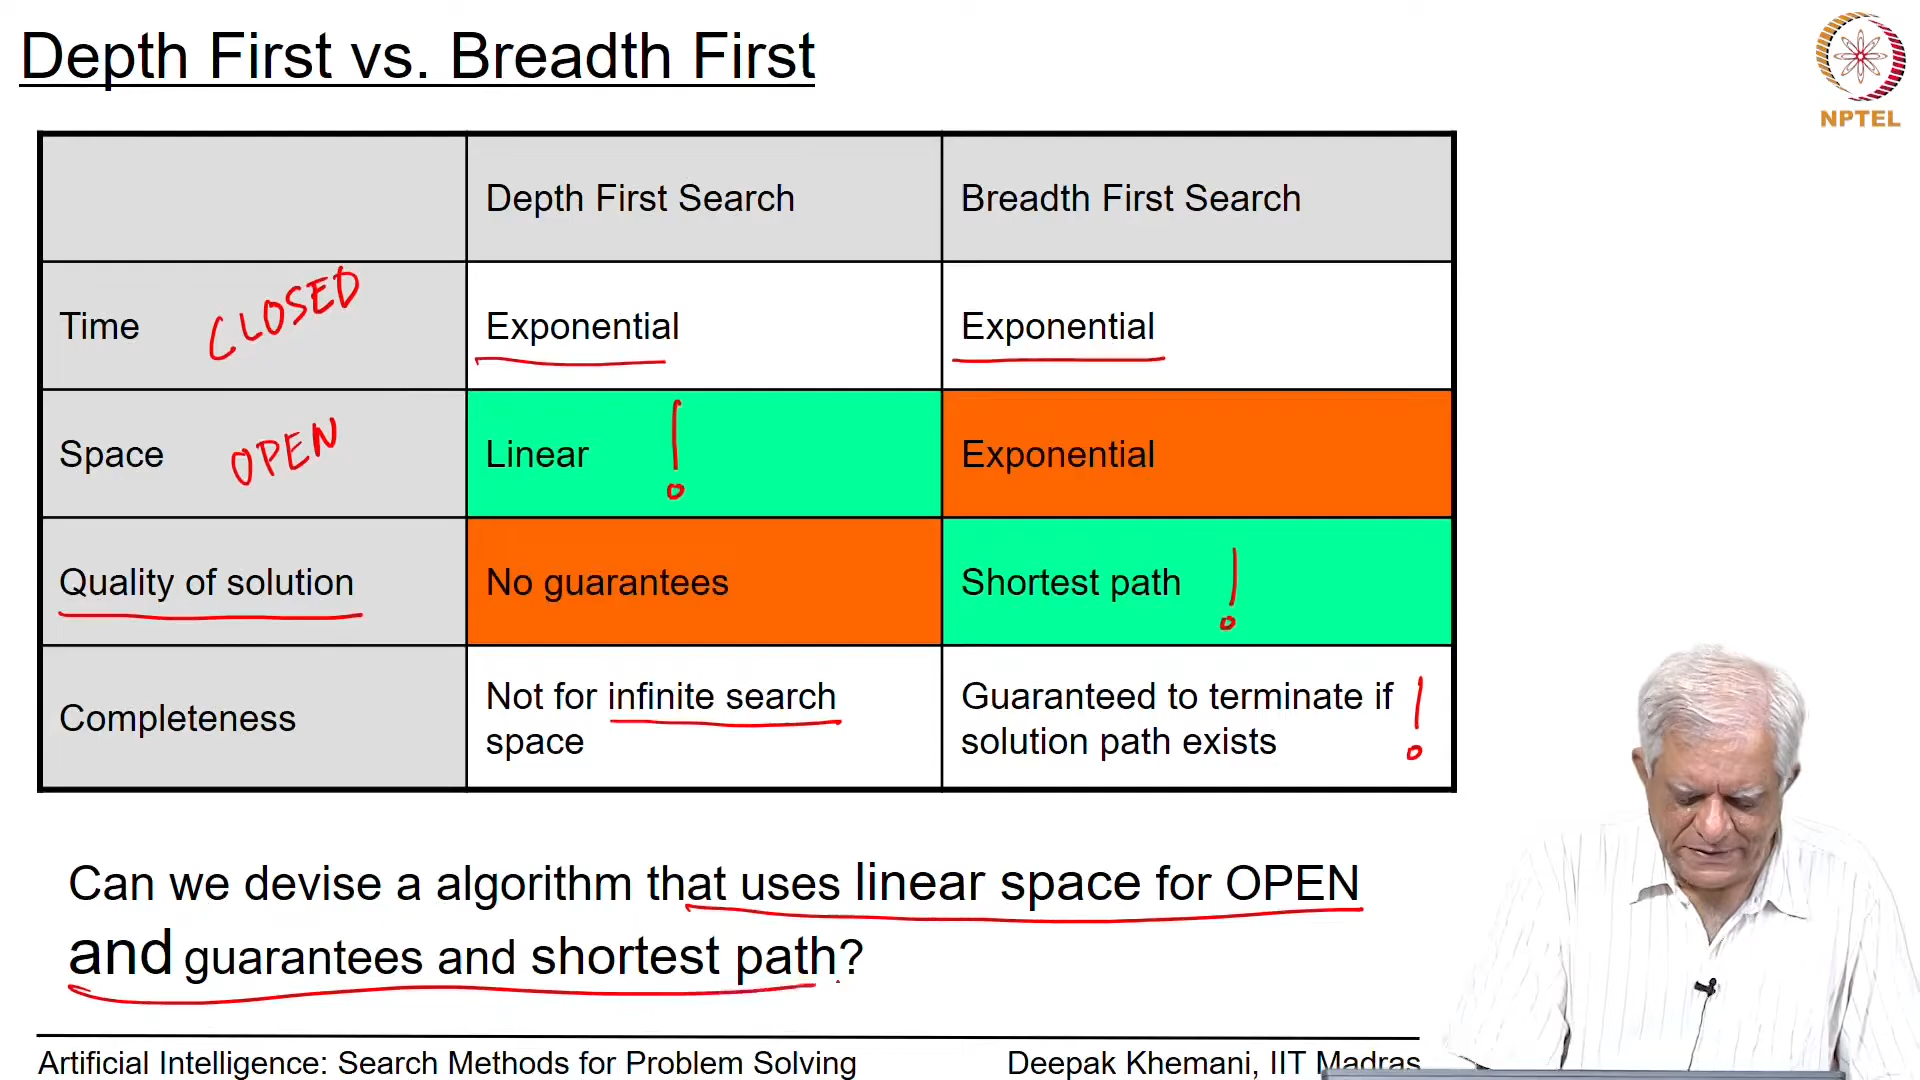 Depth First vs. Breadth First
NPTEL
Depth First Search
Breadth First Search
Time
CLOSED
Exponential
Exponential
Space
OPEN
Linear
!
Exponential
Quality of solution
No guarantees
Shortest path
!
Completeness
Not for infinite search
space
Guaranteed to terminate if
solution path exists
!
Can we devise a algorithm that uses linear space for OPEN
and guarantees and shortest path?
Artificial Intelligence: Search Methods for Problem Solving
Deepak Khemani, IIT Madras